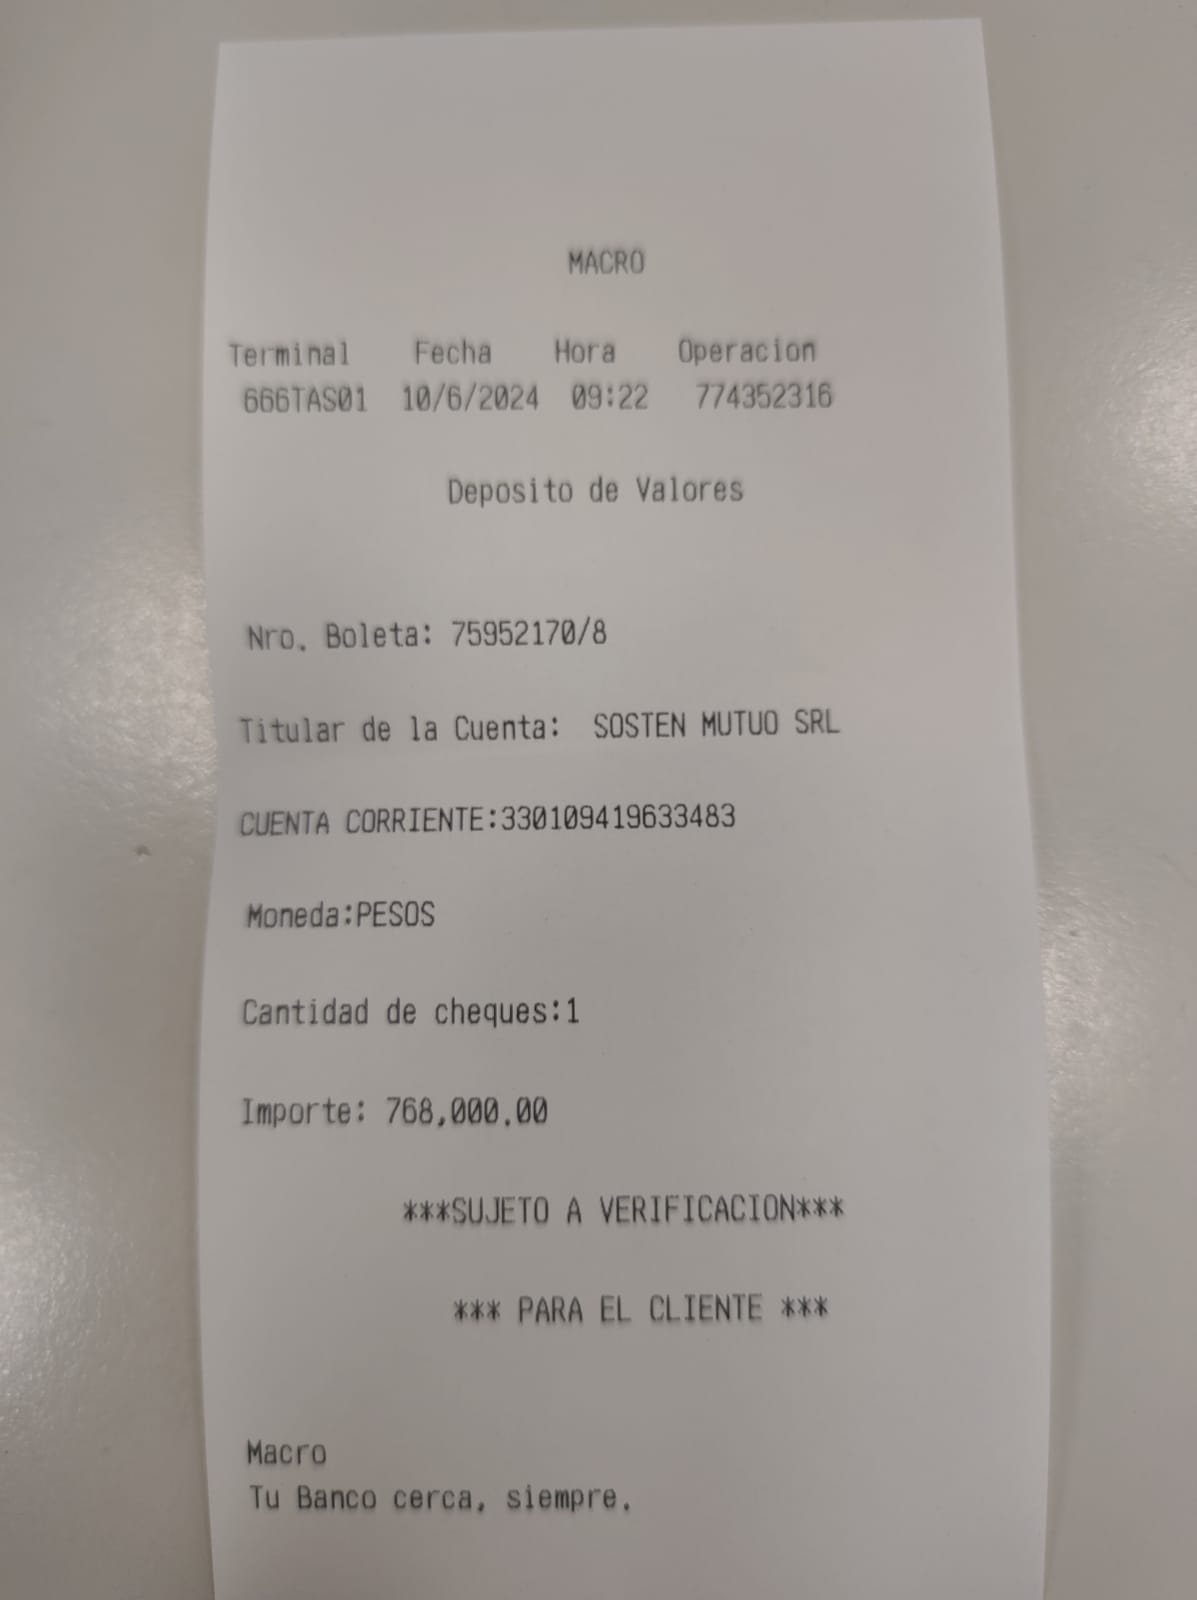 MACRO
Terminal Fecha Hora Operacion
666TAS01 10/6/2024 09:22 774352316
Deposito de Valores
Nro. Boleta: 75952170/8
Titular de la Cuenta: SOSTEN MUTUO SRL
CUENTA CORRIENTE:330109419633483
Moneda:PESOS
Cantidad de cheques:1
Importe: 768,000.00
***SUJETO A VERIFICACION***
*** PARA EL CLIENTE ***
Macro
Tu Banco cerca, siempre.